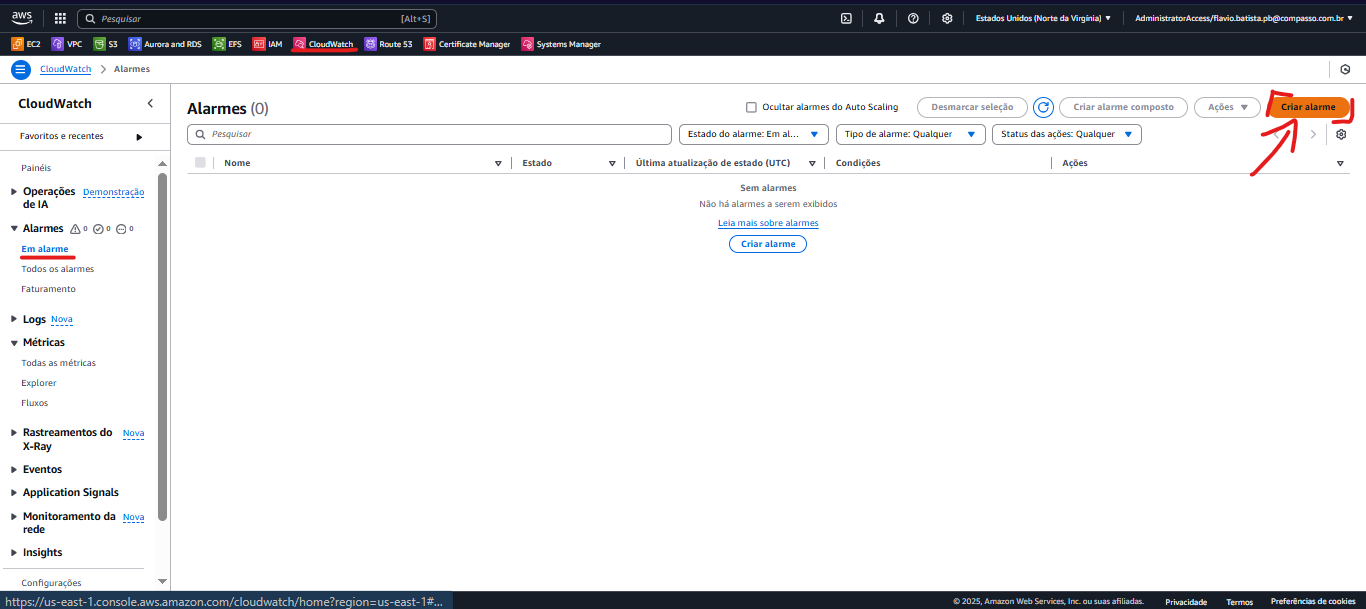 aws
Pesquisar [Alt+S]
Estados Unidos (Norte da Virgínia)
AdministratorAccess/flavio.batista.pb@compasso.com.br
EC2 VPC S3 Aurora and RDS EFS IAM CloudWatch Route 53 Certificate Manager Systems Manager
CloudWatch > Alarmes
CloudWatch
Favoritos e recentes
Painéis
Operações de IA Demonstração
Alarmes 0 0 0
Em alarme
Todos os alarmes
Faturamento
Logs Nova
Métricas
Todas as métricas
Explorer
Fluxos
Rastreamentos do Nova
X-Ray
Eventos
Application Signals
Monitoramento da Nova
rede
Insights
Configurações
Alarmes (0)
Ocultar alarmes do Auto Scaling
Desmarcar seleção
Criar alarme composto
Ações
Criar alarme
Pesquisar
Estado do alarme: Em al...
Tipo de alarme: Qualquer
Status das ações: Qualquer
Nome Estado Última atualização de estado (UTC) Condições Ações
Sem alarmes
Não há alarmes a serem exibidos
Leia mais sobre alarmes
Criar alarme
https://us-east-1.console.aws.amazon.com/cloudwatch/home?region=us-east-1#...
© 2025, Amazon Web Services, Inc. ou suas afiliadas. Privacidade Termos Preferências de cookies